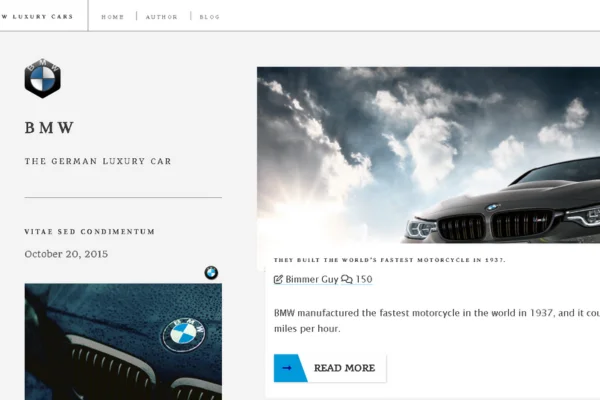 W LUXURY CARS
HOME
AUTHOR
BLOG
BMW
BMW
THE GERMAN LUXURY CAR
VITAE SED CONDIMENTUM
October 20, 2015
BMW
THEY BUILT THE WORLD'S FASTEST MOTORCYCLE IN 1937.
Bimmer Guy 150
BMW manufactured the fastest motorcycle in the world in 1937, and it cou
miles per hour.
READ MORE